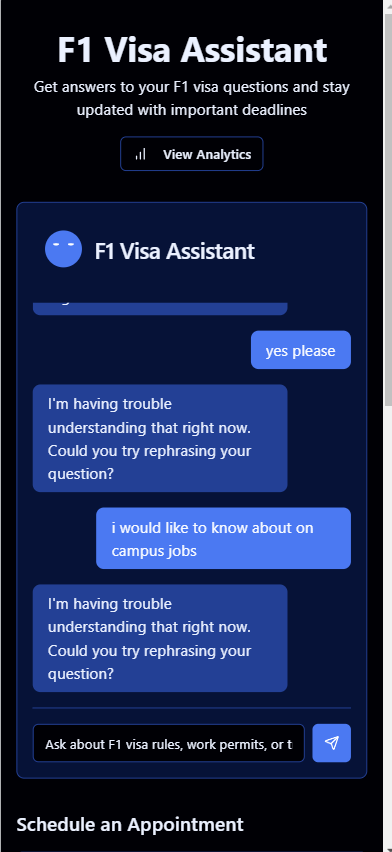 F1 Visa Assistant
Get answers to your F1 visa questions and stay
updated with important deadlines
View Analytics
F1 Visa Assistant
yes please
I'm having trouble
understanding that right now.
Could you try rephrasing your
question?
i would like to know about on
campus jobs
I'm having trouble
understanding that right now.
Could you try rephrasing your
question?
Ask about F1 visa rules, work permits, or t
Schedule an Appointment